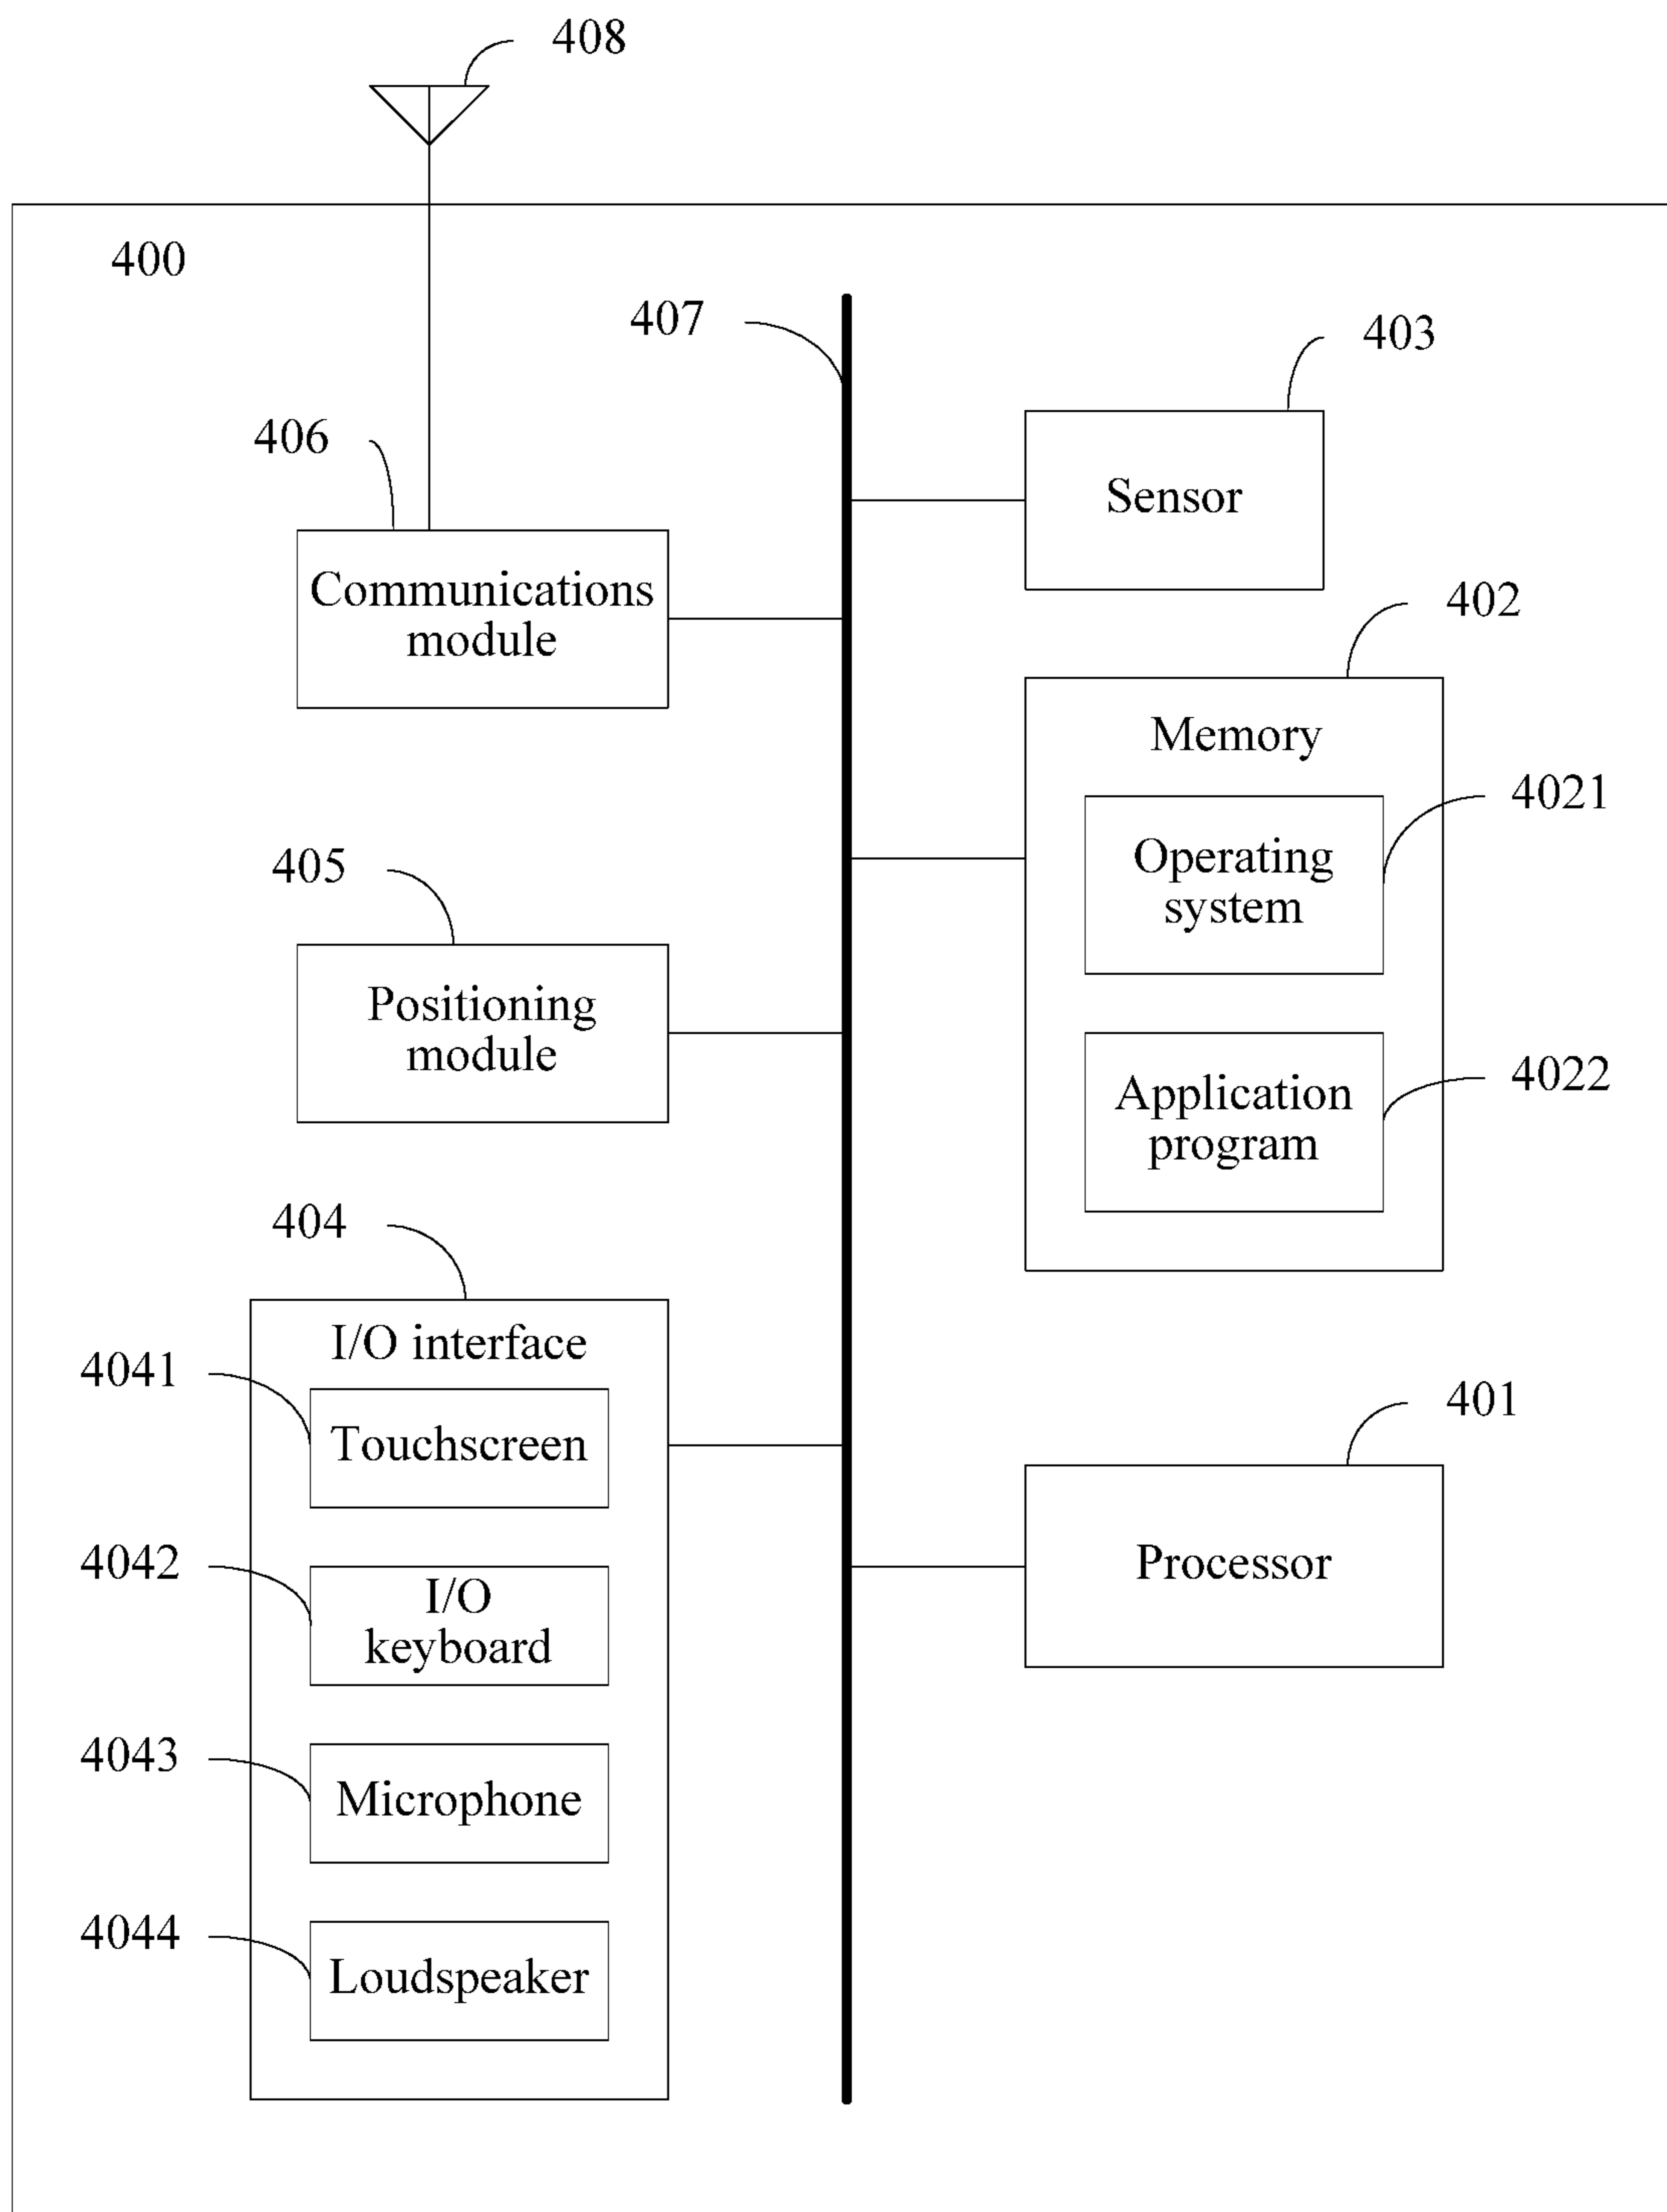 408
400
407
403
406
Sensor
Communications
module
402
Memory
4021
Operating
system
405
Positioning
module
4022
Application
program
404
I/O interface
4041
Touchscreen
401
Processor
4042
I/O
keyboard
4043
Microphone
4044
Loudspeaker